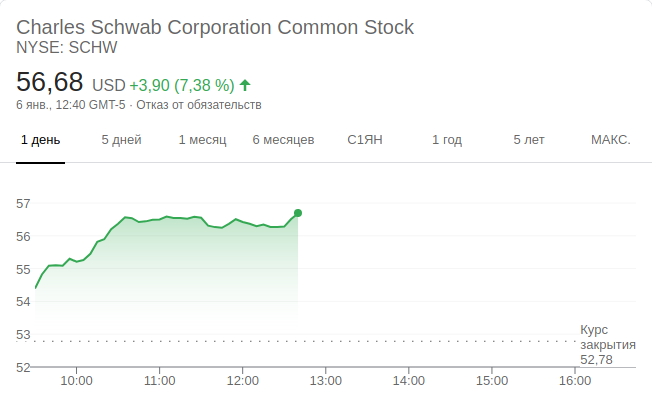 Charles Schwab Corporation Common Stock
NYSE: SCHW
56,68 USD +3,90 (7,38 %)
6 янв., 12:40 GMT-5 · Отказ от обязательств
1 день 5 дней 1 месяц 6 месяцев С1ЯН 1 год 5 лет МАКС.
57
56
55
54
53
52
Курс
закрытия
52,78
10:00 11:00 12:00 13:00 14:00 15:00 16:00